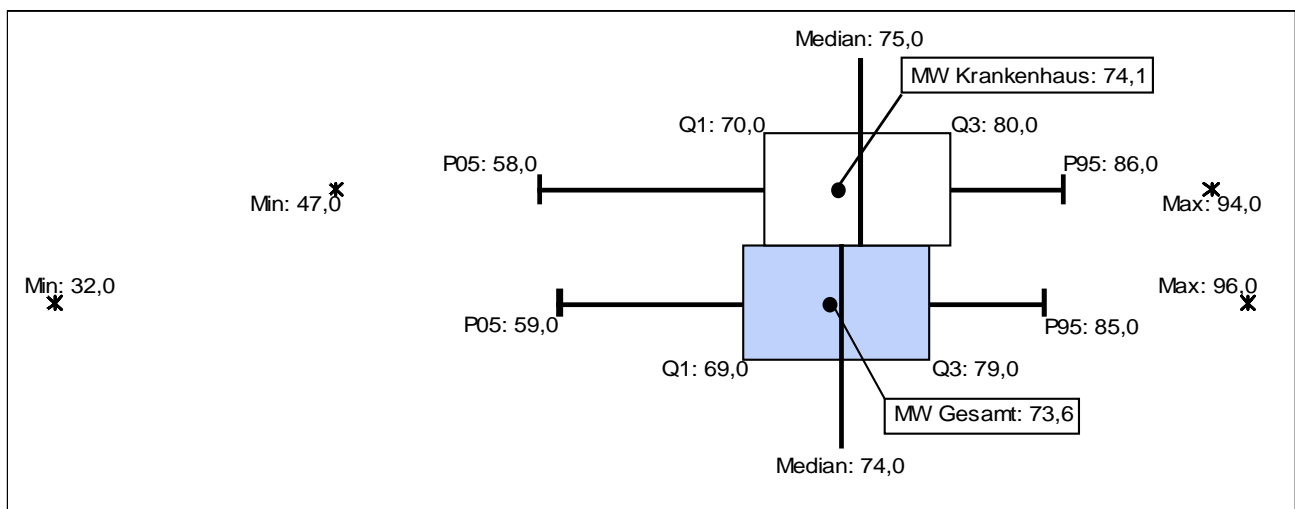 Median: 75,0
MW Krankenhaus: 74,1
Q1: 70,0
Q3: 80,0
P05: 58,0
P95: 86,0
Min: 47,0
Max: 94,0
Min: 32,0
Max: 96,0
P05: 59,0
P95: 85,0
Q1: 69,0
Q3: 79,0
MW Gesamt: 73,6
Median: 74,0